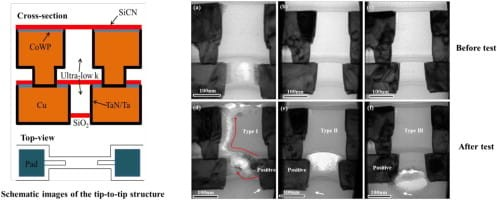 Cross-section
SiCN
CoWP
Ultra-low k
Cu
TaN/Ta
SiO2
Top-view
Pad
Schematic images of the tip-to-tip structure
(a)
(b)
(c)
100nm
100nm
100nm
Before test
(d)
(e)
(f)
Type I
Type II
Type III
Positive
Positive
Positive
100nm
100nm
100nm
After test